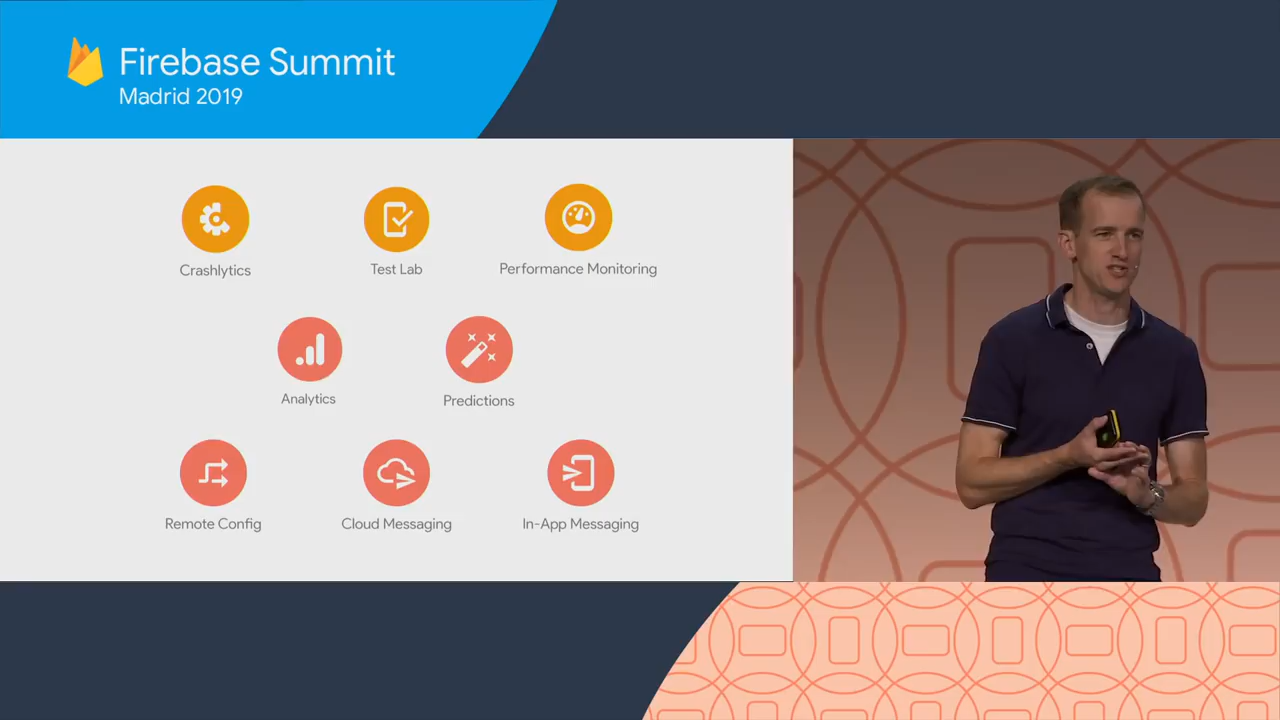 Firebase Summit
Madrid 2019
Crashlytics
Test Lab
Performance Monitoring
Analytics
Predictions
Remote Config
Cloud Messaging
In-App Messaging